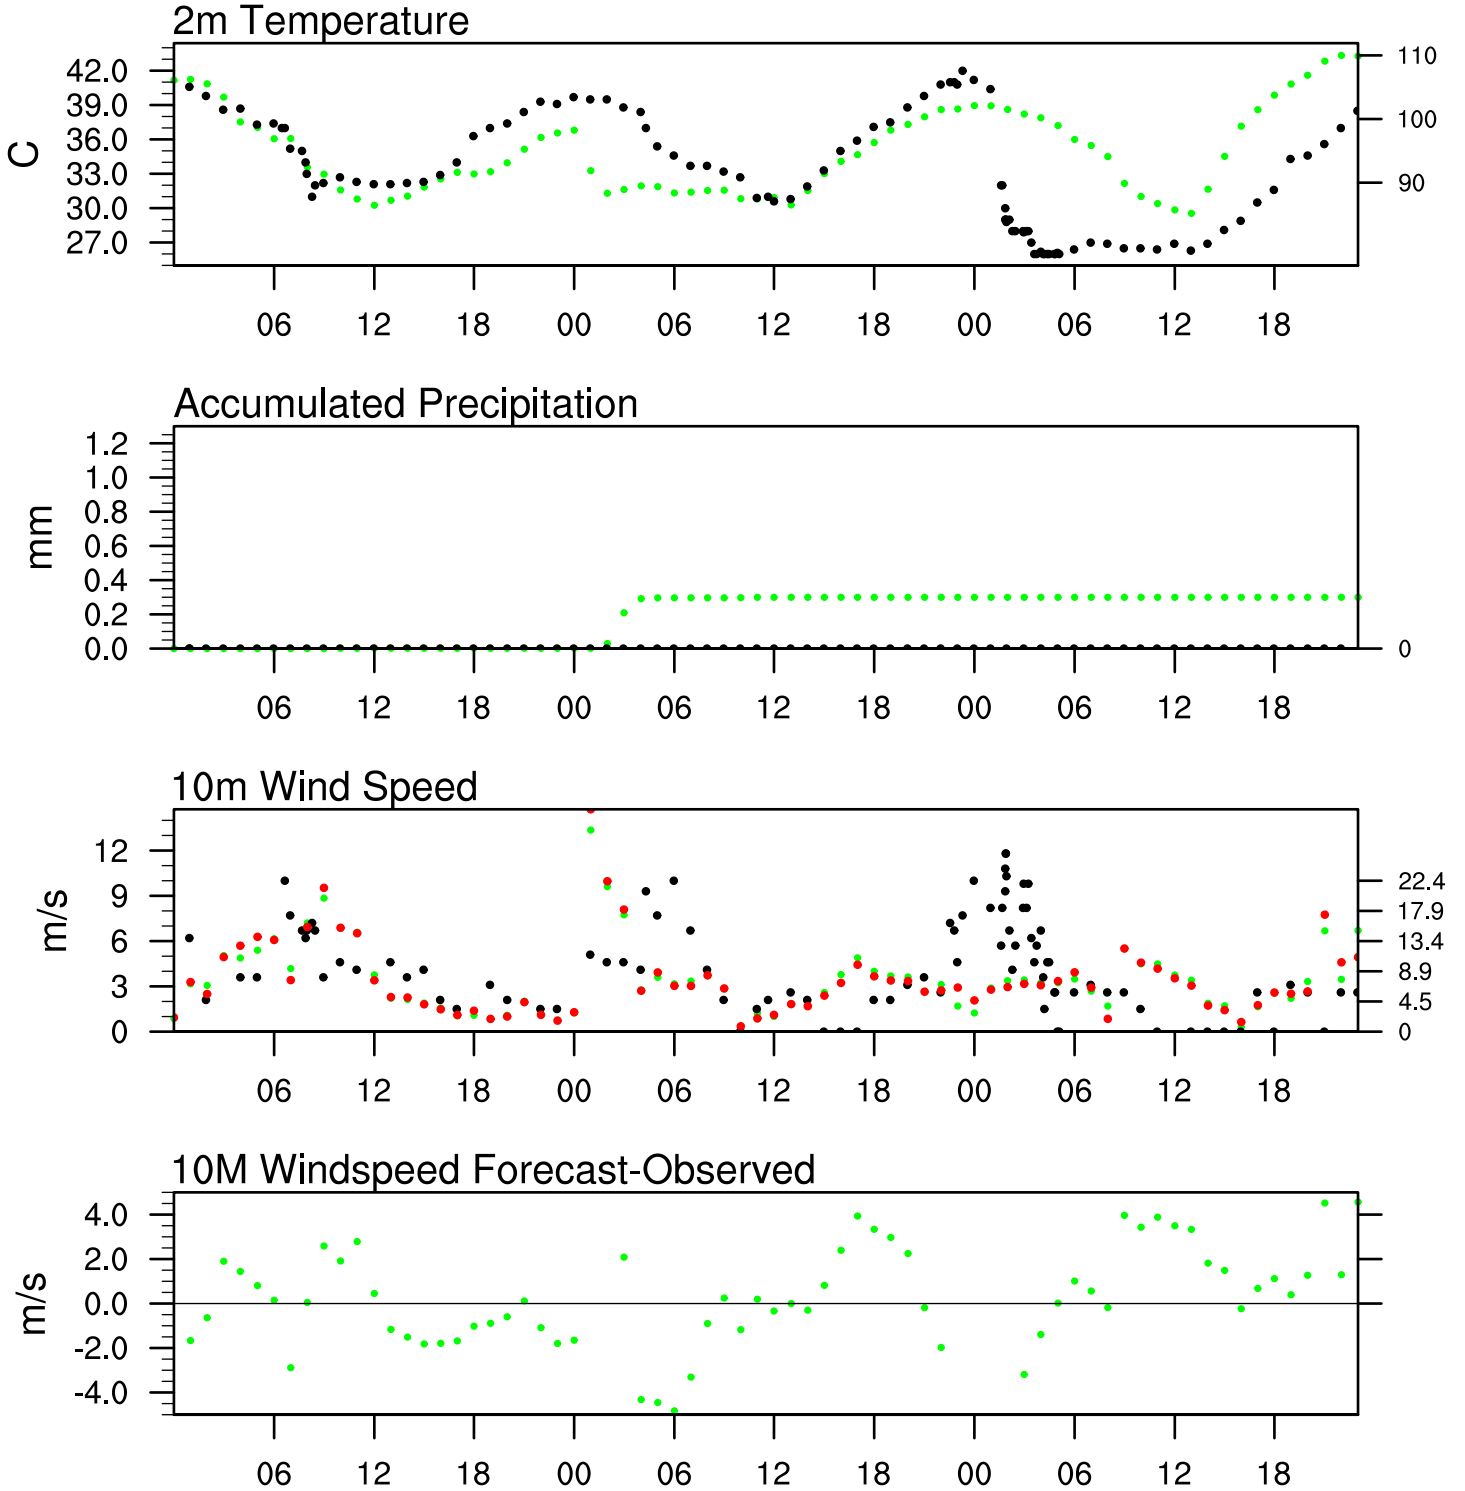 2m Temperature
42.0
39.0
36.0
33.0
30.0
27.0
C
110
100
90
06 12 18 00 06 12 18 00 06 12 18
Accumulated Precipitation
1.2
1.0
0.8
0.6
0.4
0.2
0.0
mm
0
06 12 18 00 06 12 18 00 06 12 18
10m Wind Speed
12
9
6
3
0
m/s
22.4
17.9
13.4
8.9
4.5
0
06 12 18 00 06 12 18 00 06 12 18
10M Windspeed Forecast-Observed
4.0
2.0
0.0
-2.0
-4.0
m/s
06 12 18 00 06 12 18 00 06 12 18